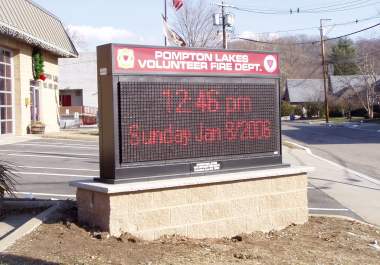 POMPTON LAKES
VOLUNTEER FIRE DEPT.
12:46 pm
Sunday Jan 8/2006